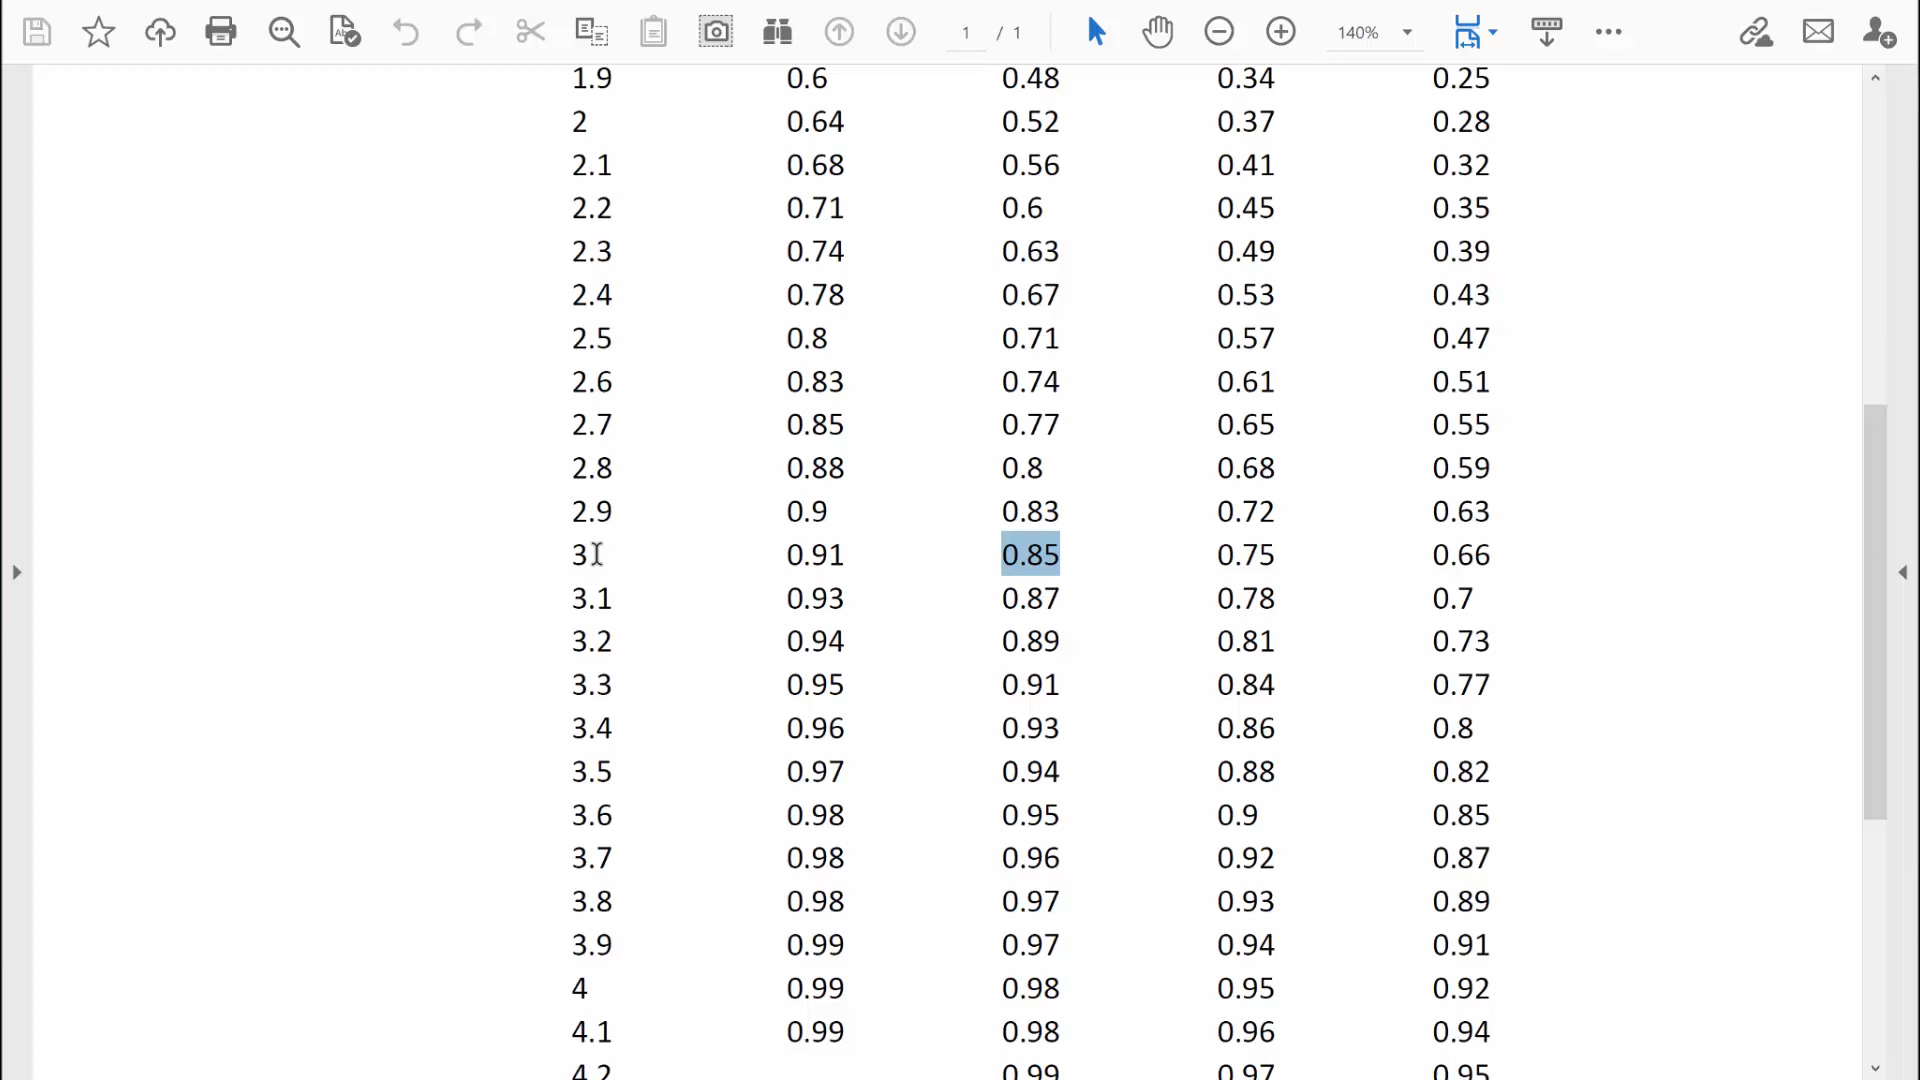 1 / 1 140%
1.9 0.6 0.48 0.34 0.25
2 0.64 0.52 0.37 0.28
2.1 0.68 0.56 0.41 0.32
2.2 0.71 0.6 0.45 0.35
2.3 0.74 0.63 0.49 0.39
2.4 0.78 0.67 0.53 0.43
2.5 0.8 0.71 0.57 0.47
2.6 0.83 0.74 0.61 0.51
2.7 0.85 0.77 0.65 0.55
2.8 0.88 0.8 0.68 0.59
2.9 0.9 0.83 0.72 0.63
3 0.91 0.85 0.75 0.66
3.1 0.93 0.87 0.78 0.7
3.2 0.94 0.89 0.81 0.73
3.3 0.95 0.91 0.84 0.77
3.4 0.96 0.93 0.86 0.8
3.5 0.97 0.94 0.88 0.82
3.6 0.98 0.95 0.9 0.85
3.7 0.98 0.96 0.92 0.87
3.8 0.98 0.97 0.93 0.89
3.9 0.99 0.97 0.94 0.91
4 0.99 0.98 0.95 0.92
4.1 0.99 0.98 0.96 0.94
4.2 0.99 0.97 0.95